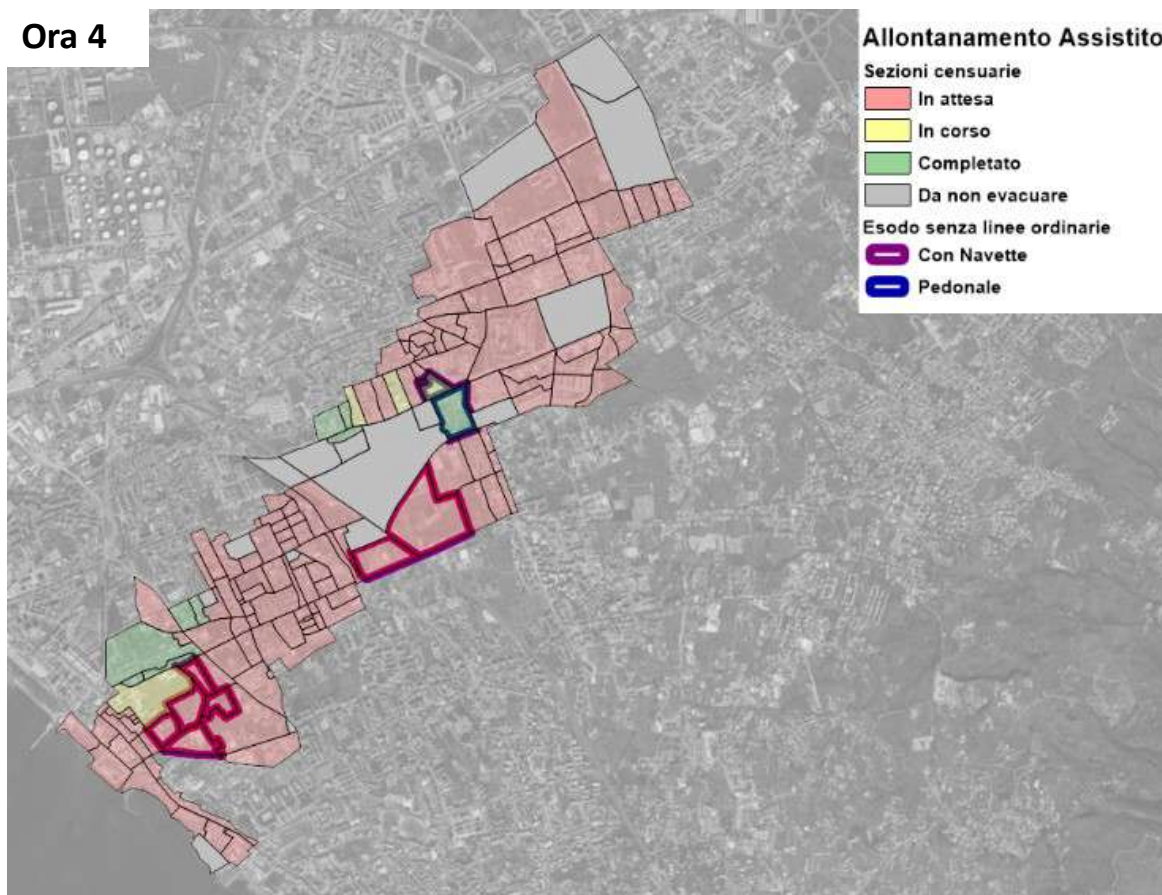 Ora 4
Allontanamento Assistito
Sezioni censuarie
In attesa
In corso
Completato
Da non evacuare
Esodo senza linee ordinarie
Con Navette
Pedonale